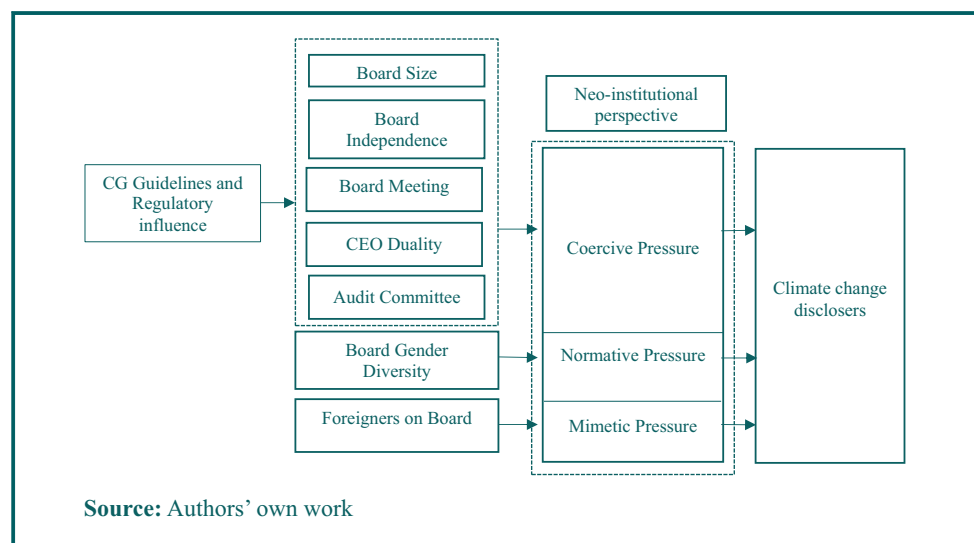 CG Guidelines and
Regulatory
influence
Board Size
Board
Independence
Board Meeting
CEO Duality
Audit Committee
Board Gender
Diversity
Foreigners on Board
Neo-institutional
perspective
Coercive Pressure
Normative Pressure
Mimetic Pressure
Climate change
disclosers
Source: Authors’ own work